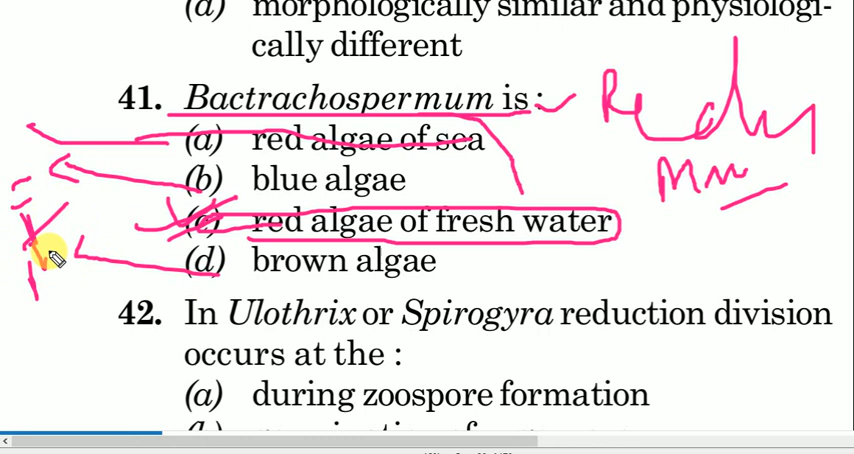 (d) morphologically similar and physiologi-
cally different
41. Bactrachospermum is :
(a) red algae of sea
(b) blue algae
(c) red algae of fresh water
(d) brown algae
42. In Ulothrix or Spirogyra reduction division
occurs at the :
(a) during zoospore formation